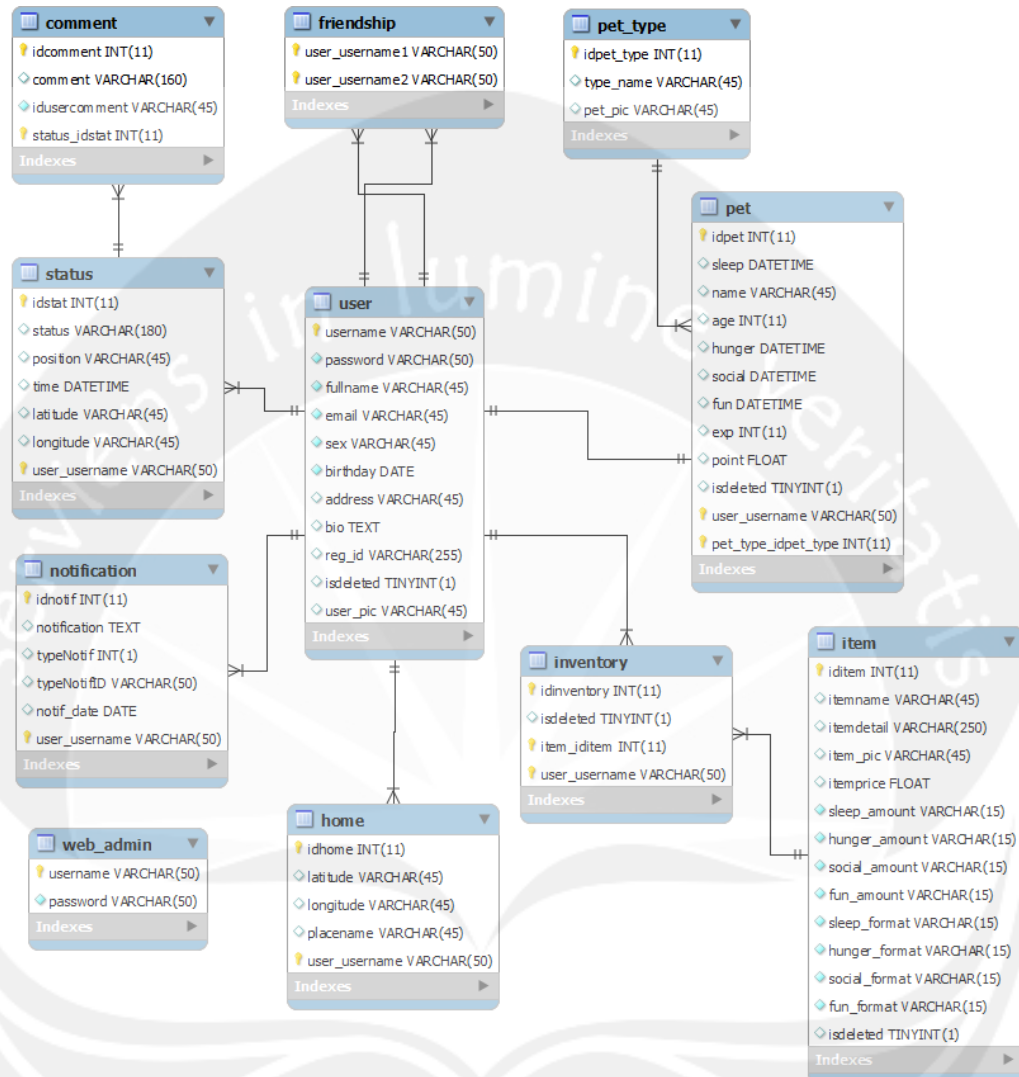 comment
idcomment INT(11)
comment VARCHAR(160)
idusercomment VARCHAR(45)
status_idstat INT(11)
Indexes
friendship
user_username1 VARCHAR(50)
user_username2 VARCHAR(50)
Indexes
pet_type
idpet_type INT(11)
type_name VARCHAR(45)
pet_pic VARCHAR(45)
Indexes
pet
idpet INT(11)
sleep DATETIME
name VARCHAR(45)
age INT(11)
hunger DATETIME
social DATETIME
fun DATETIME
exp INT(11)
point FLOAT
isdeleted TINYINT(1)
user_username VARCHAR(50)
pet_type_idpet_type INT(11)
Indexes
status
idstat INT(11)
status VARCHAR(180)
position VARCHAR(45)
time DATETIME
latitude VARCHAR(45)
longitude VARCHAR(45)
user_username VARCHAR(50)
Indexes
user
username VARCHAR(50)
password VARCHAR(50)
fullname VARCHAR(45)
email VARCHAR(45)
sex VARCHAR(45)
birthday DATE
address VARCHAR(45)
bio TEXT
reg_id VARCHAR(255)
isdeleted TINYINT(1)
user_pic VARCHAR(45)
Indexes
notification
idnotif INT(11)
notification TEXT
typeNotif INT(1)
typeNotifID VARCHAR(50)
notif_date DATE
user_username VARCHAR(50)
Indexes
inventory
idinventory INT(11)
isdeleted TINYINT(1)
item_iditem INT(11)
user_username VARCHAR(50)
Indexes
item
iditem INT(11)
itemname VARCHAR(45)
itemdetail VARCHAR(250)
item_pic VARCHAR(45)
itemprice FLOAT
sleep_amount VARCHAR(15)
hunger_amount VARCHAR(15)
social_amount VARCHAR(15)
fun_amount VARCHAR(15)
sleep_format VARCHAR(15)
hunger_format VARCHAR(15)
social_format VARCHAR(15)
fun_format VARCHAR(15)
isdeleted TINYINT(1)
Indexes
web_admin
username VARCHAR(50)
password VARCHAR(50)
Indexes
home
idhome INT(11)
latitude VARCHAR(45)
longitude VARCHAR(45)
placename VARCHAR(45)
user_username VARCHAR(50)
Indexes
serviens in lumine veritatis